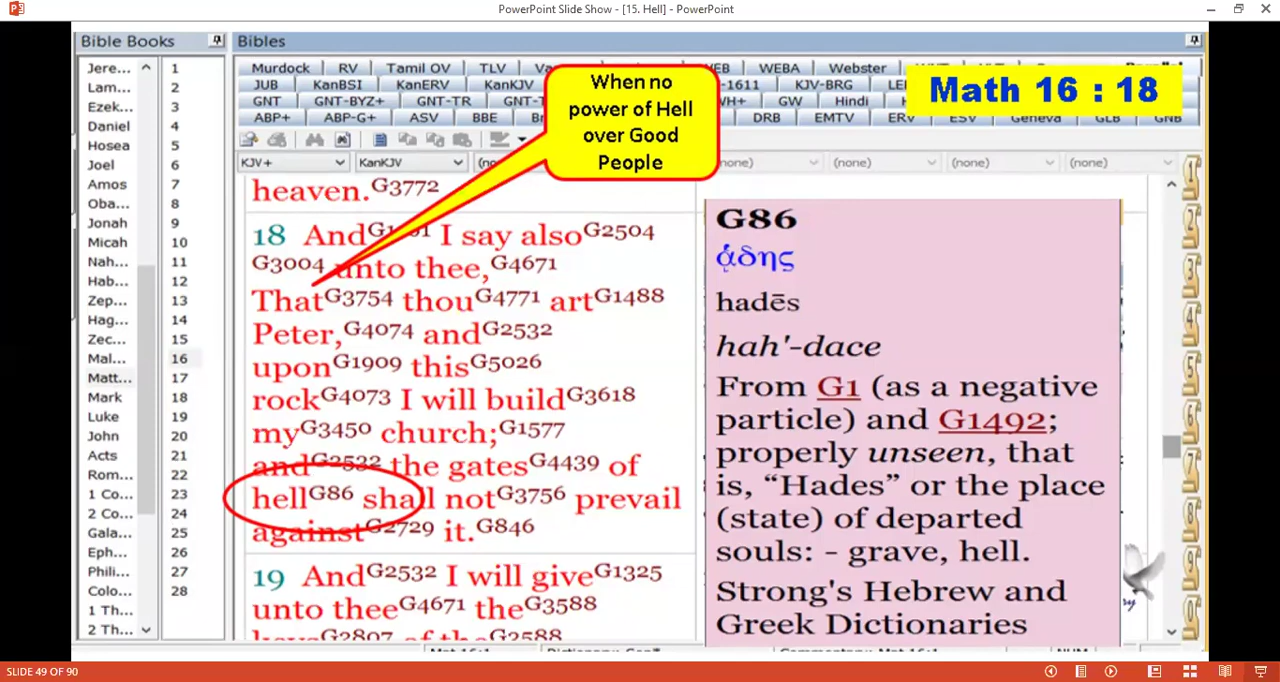 PowerPoint Slide Show - [15. Hell] - PowerPoint
Bible Books
Bibles
Jere...
Lam...
Ezek...
Daniel
Hosea
Joel
Amos
Oba...
Jonah
Micah
Nah...
Hab...
Zep...
Hag...
Zec...
Mal...
Matt...
Mark
Luke
John
Acts
Rom...
1 Co...
2 Co...
Gala...
Eph...
Phili...
Colo...
1 Th...
2 Th...
1
2
3
4
5
6
7
8
9
10
11
12
13
14
15
16
17
18
19
20
21
22
23
24
25
26
27
28
Murdock RV Tamil OV TLV WEB WEBA Webster
JUB KanBSI KanERV KanKJV -1611 KJV-BRG
GNT GNT-BYZ+ GNT-TR WH+ GW Hindi
ABP+ ABP-G+ ASV BBE DRB EMTV ERV ESV Geneva GLB GNB
KJV+ KanKJV (none) (none) (none) (none)
When no
power of Hell
over Good
People
Math 16 : 18
heaven.G3772
18 And I say alsoG2504
G3004 unto thee,G4671
ThatG3754 thouG4771 artG1488
Peter,G4074 andG2532
uponG1909 thisG5026
rockG4073 I will buildG3618
myG3450 church;G1577
andG2532 the gatesG4439 of
hellG86 shall notG3756 prevail
againstG2729 it.G846
19 AndG2532 I will giveG1325
unto theeG4671 theG3588
keysG2807 of theG2588
G86
ᾅδης
hadēs
hah'-dace
From G1 (as a negative
particle) and G1492;
properly unseen, that
is, “Hades” or the place
(state) of departed
souls: - grave, hell.
Strong's Hebrew and
Greek Dictionaries
SLIDE 49 OF 90